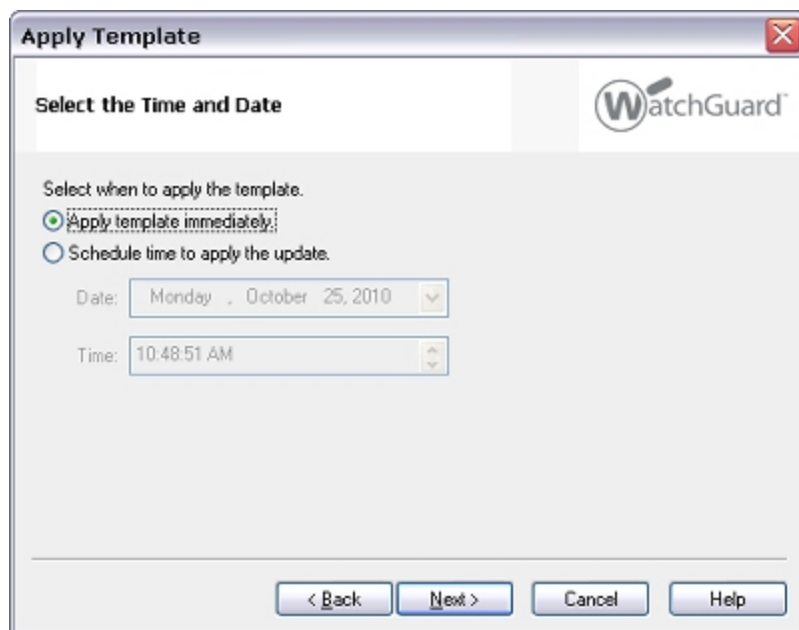 Apply Template
Select the Time and Date
WatchGuard
Select when to apply the template.
Apply template immediately.
Schedule time to apply the update.
Date: Monday , October 25, 2010
Time: 10:48:51 AM
< Back Next > Cancel Help